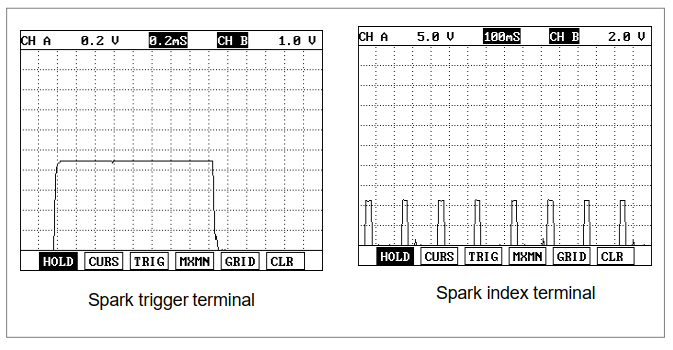 CH A 0.2 V 0.2mS CH B 1.0 V
HOLD CURS TRIG MXMN GRID CLR
Spark trigger terminal
CH A 5.0 V 100mS CH B 2.0 V
HOLD CURS TRIG MXMN GRID CLR
Spark index terminal